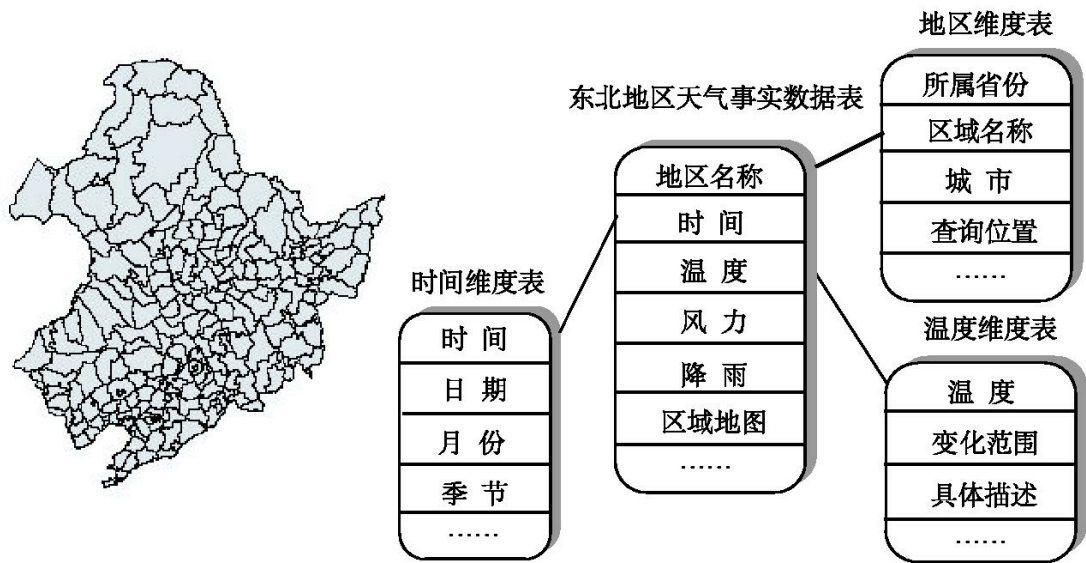 东北地区天气事实数据表
地区名称
时 间
温 度
风 力
降 雨
区域地图
……
时间维度表
时 间
日 期
月 份
季 节
……
地区维度表
所属省份
区域名称
城 市
查询位置
……
温度维度表
温 度
变化范围
具体描述
……